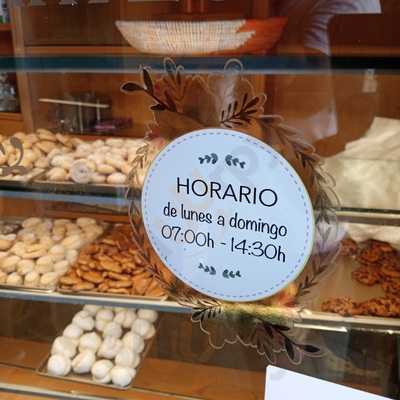 HORARIO
de lunes a domingo
07:00h - 14:30h